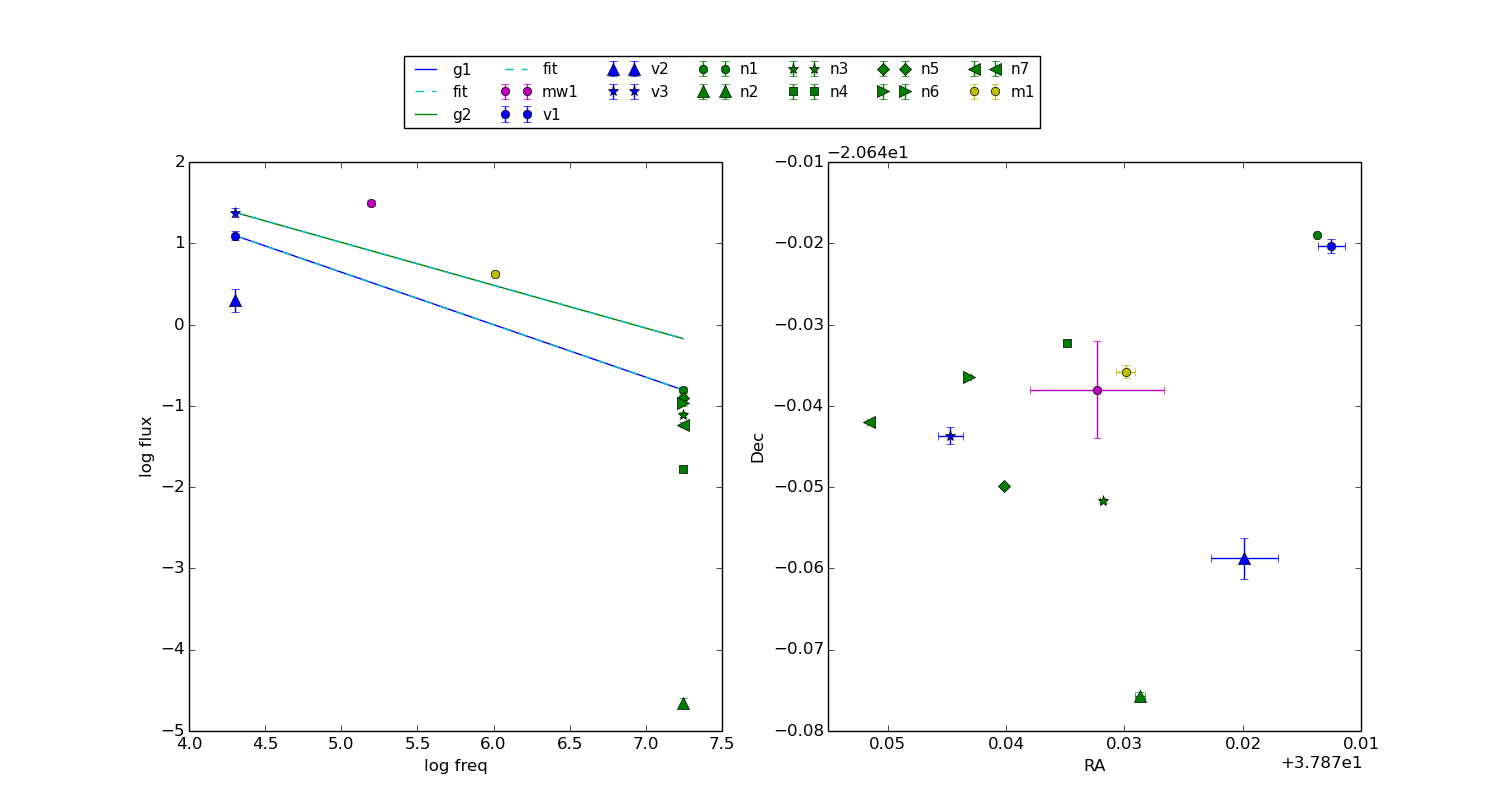 g1 fit v2 n1 n3 n5 n7
fit mw1 v3 n2 n4 n6 m1
g2 v1
2
1
0
−1
−2
−3
−4
−5
log flux
4.0 4.5 5.0 5.5 6.0 6.5 7.0 7.5
log freq
−2.064e1
−0.01
−0.02
−0.03
−0.04
−0.05
−0.06
−0.07
−0.08
Dec
0.05 0.04 0.03 0.02 0.01
RA
+3.787e1